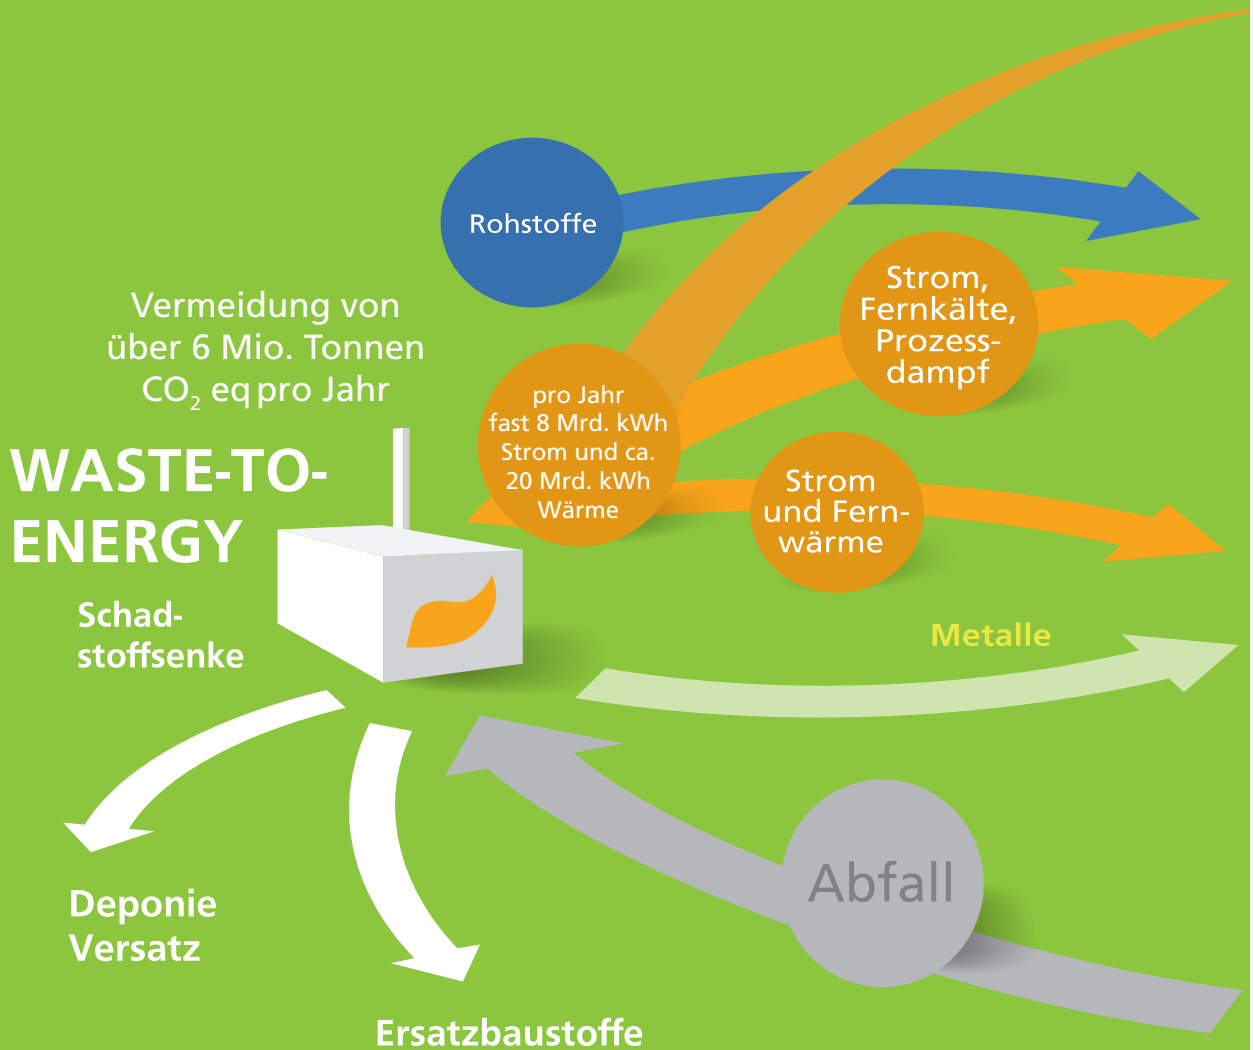 Rohstoffe
Strom,
Fernkälte,
Prozess-
dampf
Vermeidung von
über 6 Mio. Tonnen
CO₂ eq pro Jahr
pro Jahr
fast 8 Mrd. kWh
Strom und ca.
20 Mrd. kWh
Wärme
WASTE-TO-
ENERGY
Strom
und Fern-
wärme
Schad-
stoffsenke
Metalle
Abfall
Deponie
Versatz
Ersatzbaustoffe